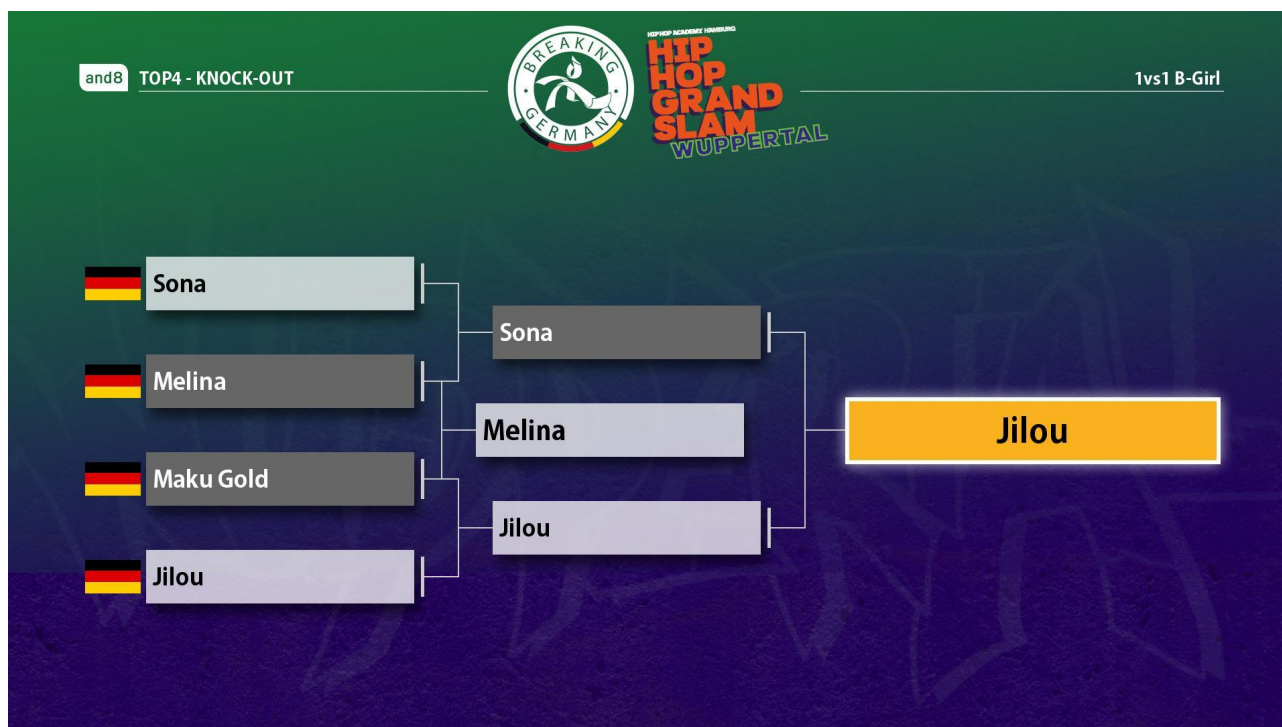 and8 TOP4 - KNOCK-OUT
BREAKING
GERMANY
HIP HOP ACADEMY HAMBURG
HIP
HOP
GRAND
SLAM
WUPPERTAL
1vs1 B-Girl
Sona
Melina
Maku Gold
Jilou
Sona
Melina
Jilou
Jilou